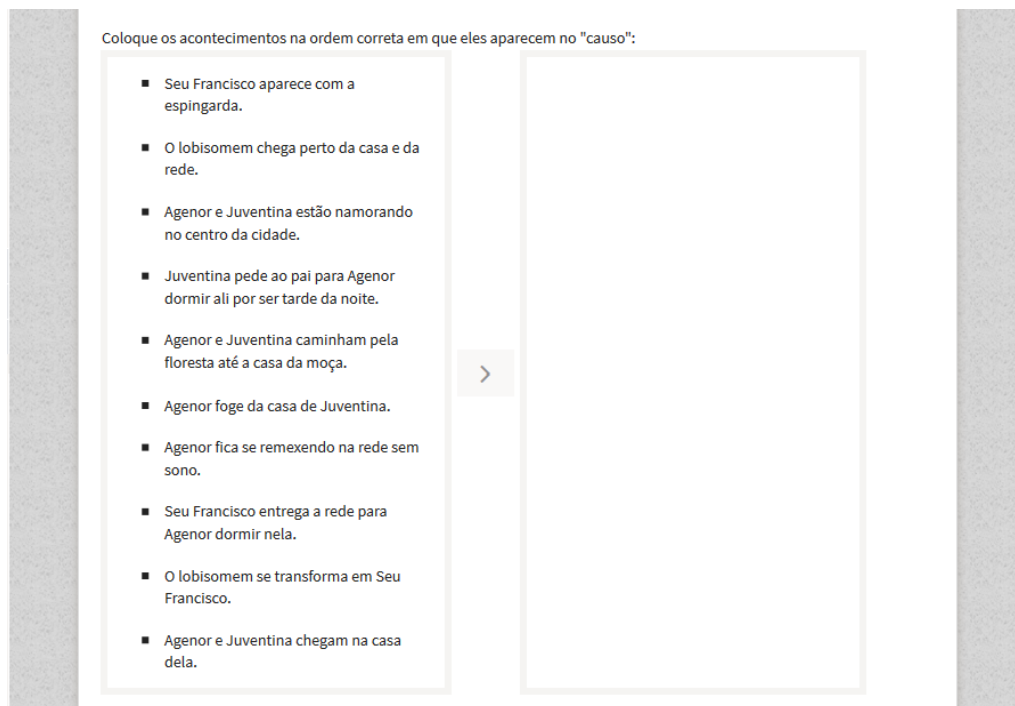 Coloque os acontecimentos na ordem correta em que eles aparecem no "causo":
Seu Francisco aparece com a
espingarda.
O lobisomem chega perto da casa e da
rede.
Agenor e Juventina estão namorando
no centro da cidade.
Juventina pede ao pai para Agenor
dormir ali por ser tarde da noite.
Agenor e Juventina caminham pela
floresta até a casa da moça.
Agenor foge da casa de Juventina.
Agenor fica se remexendo na rede sem
sono.
Seu Francisco entrega a rede para
Agenor dormir nela.
O lobisomem se transforma em Seu
Francisco.
Agenor e Juventina chegam na casa
dela.